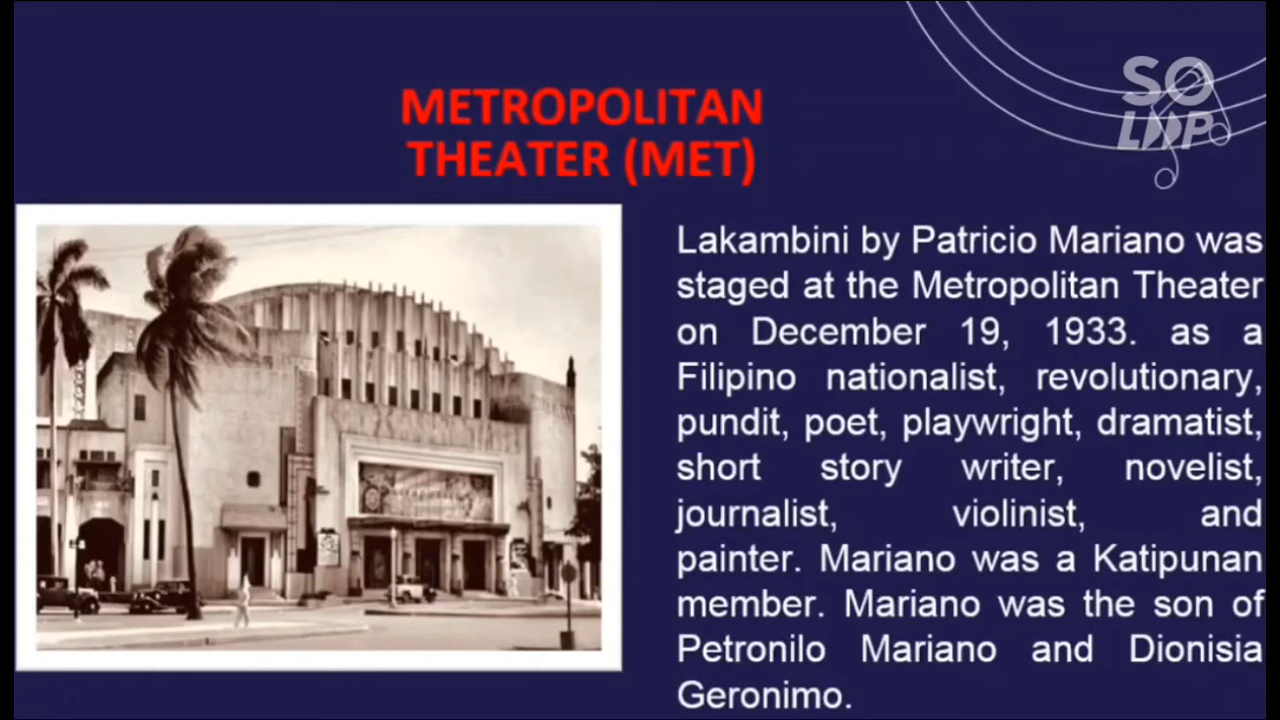 METROPOLITAN
THEATER (MET)
SO
LOOP
Lakambini by Patricio Mariano was
staged at the Metropolitan Theater
on December 19, 1933. as a
Filipino nationalist, revolutionary,
pundit, poet, playwright, dramatist,
short story writer, novelist,
journalist, violinist, and
painter. Mariano was a Katipunan
member. Mariano was the son of
Petronilo Mariano and Dionisia
Geronimo.